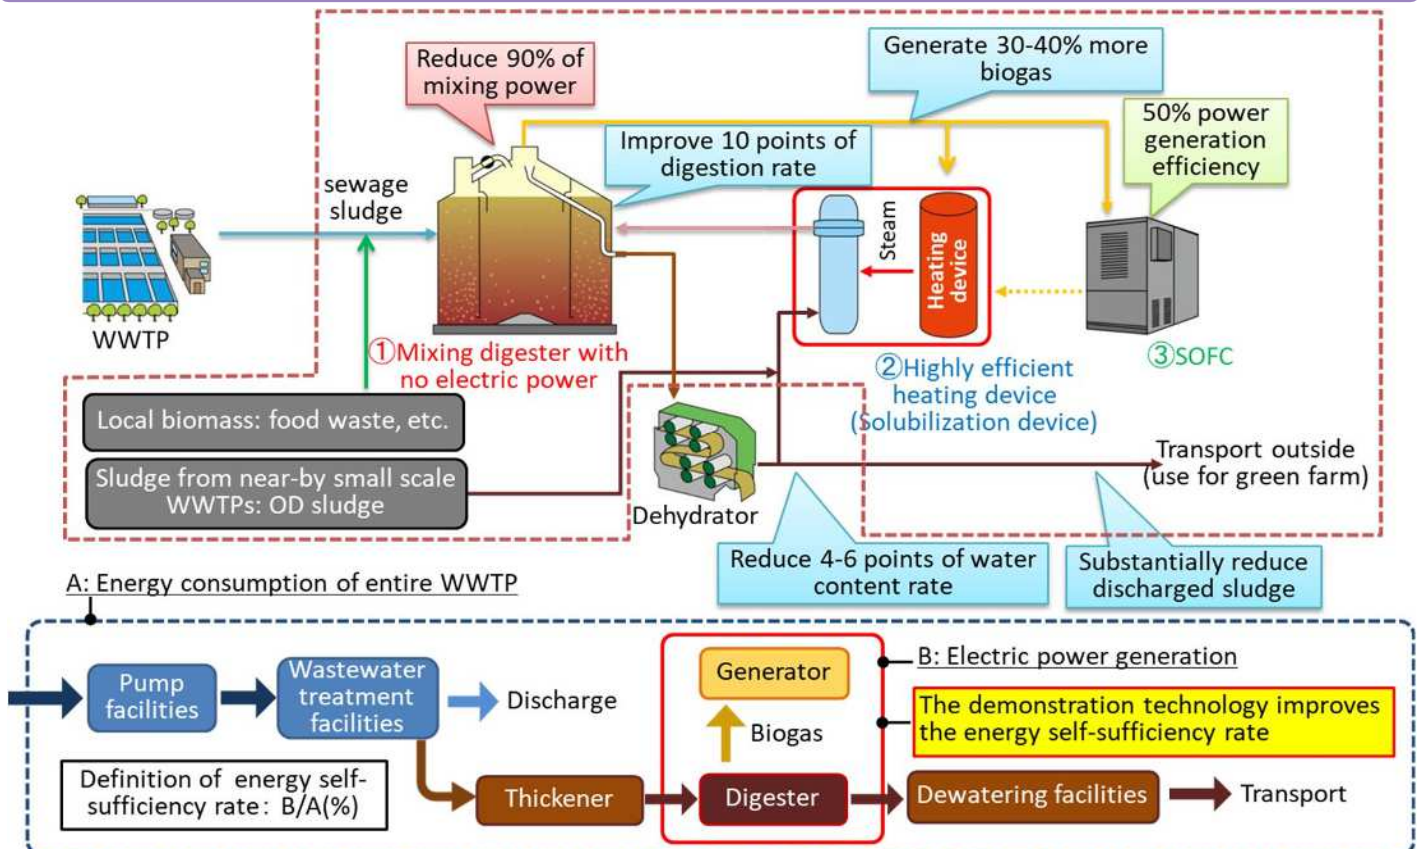 Reduce 90% of
mixing power
Generate 30-40% more
biogas
50% power
generation
efficiency
Improve 10 points of
digestion rate
sewage
sludge
Steam
Heating
device
WWTP
①Mixing digester with
no electric power
②Highly efficient
heating device
(Solubilization device)
③SOFC
Local biomass: food waste, etc.
Sludge from near-by small scale
WWTPs: OD sludge
Dehydrator
Transport outside
(use for green farm)
Reduce 4-6 points of water
content rate
Substantially reduce
discharged sludge
A: Energy consumption of entire WWTP
Pump
facilities
Wastewater
treatment
facilities
Discharge
Generator
Biogas
B: Electric power generation
The demonstration technology improves
the energy self-sufficiency rate
Definition of energy self-
sufficiency rate: B/A(%)
Thickener
Digester
Dewatering facilities
Transport